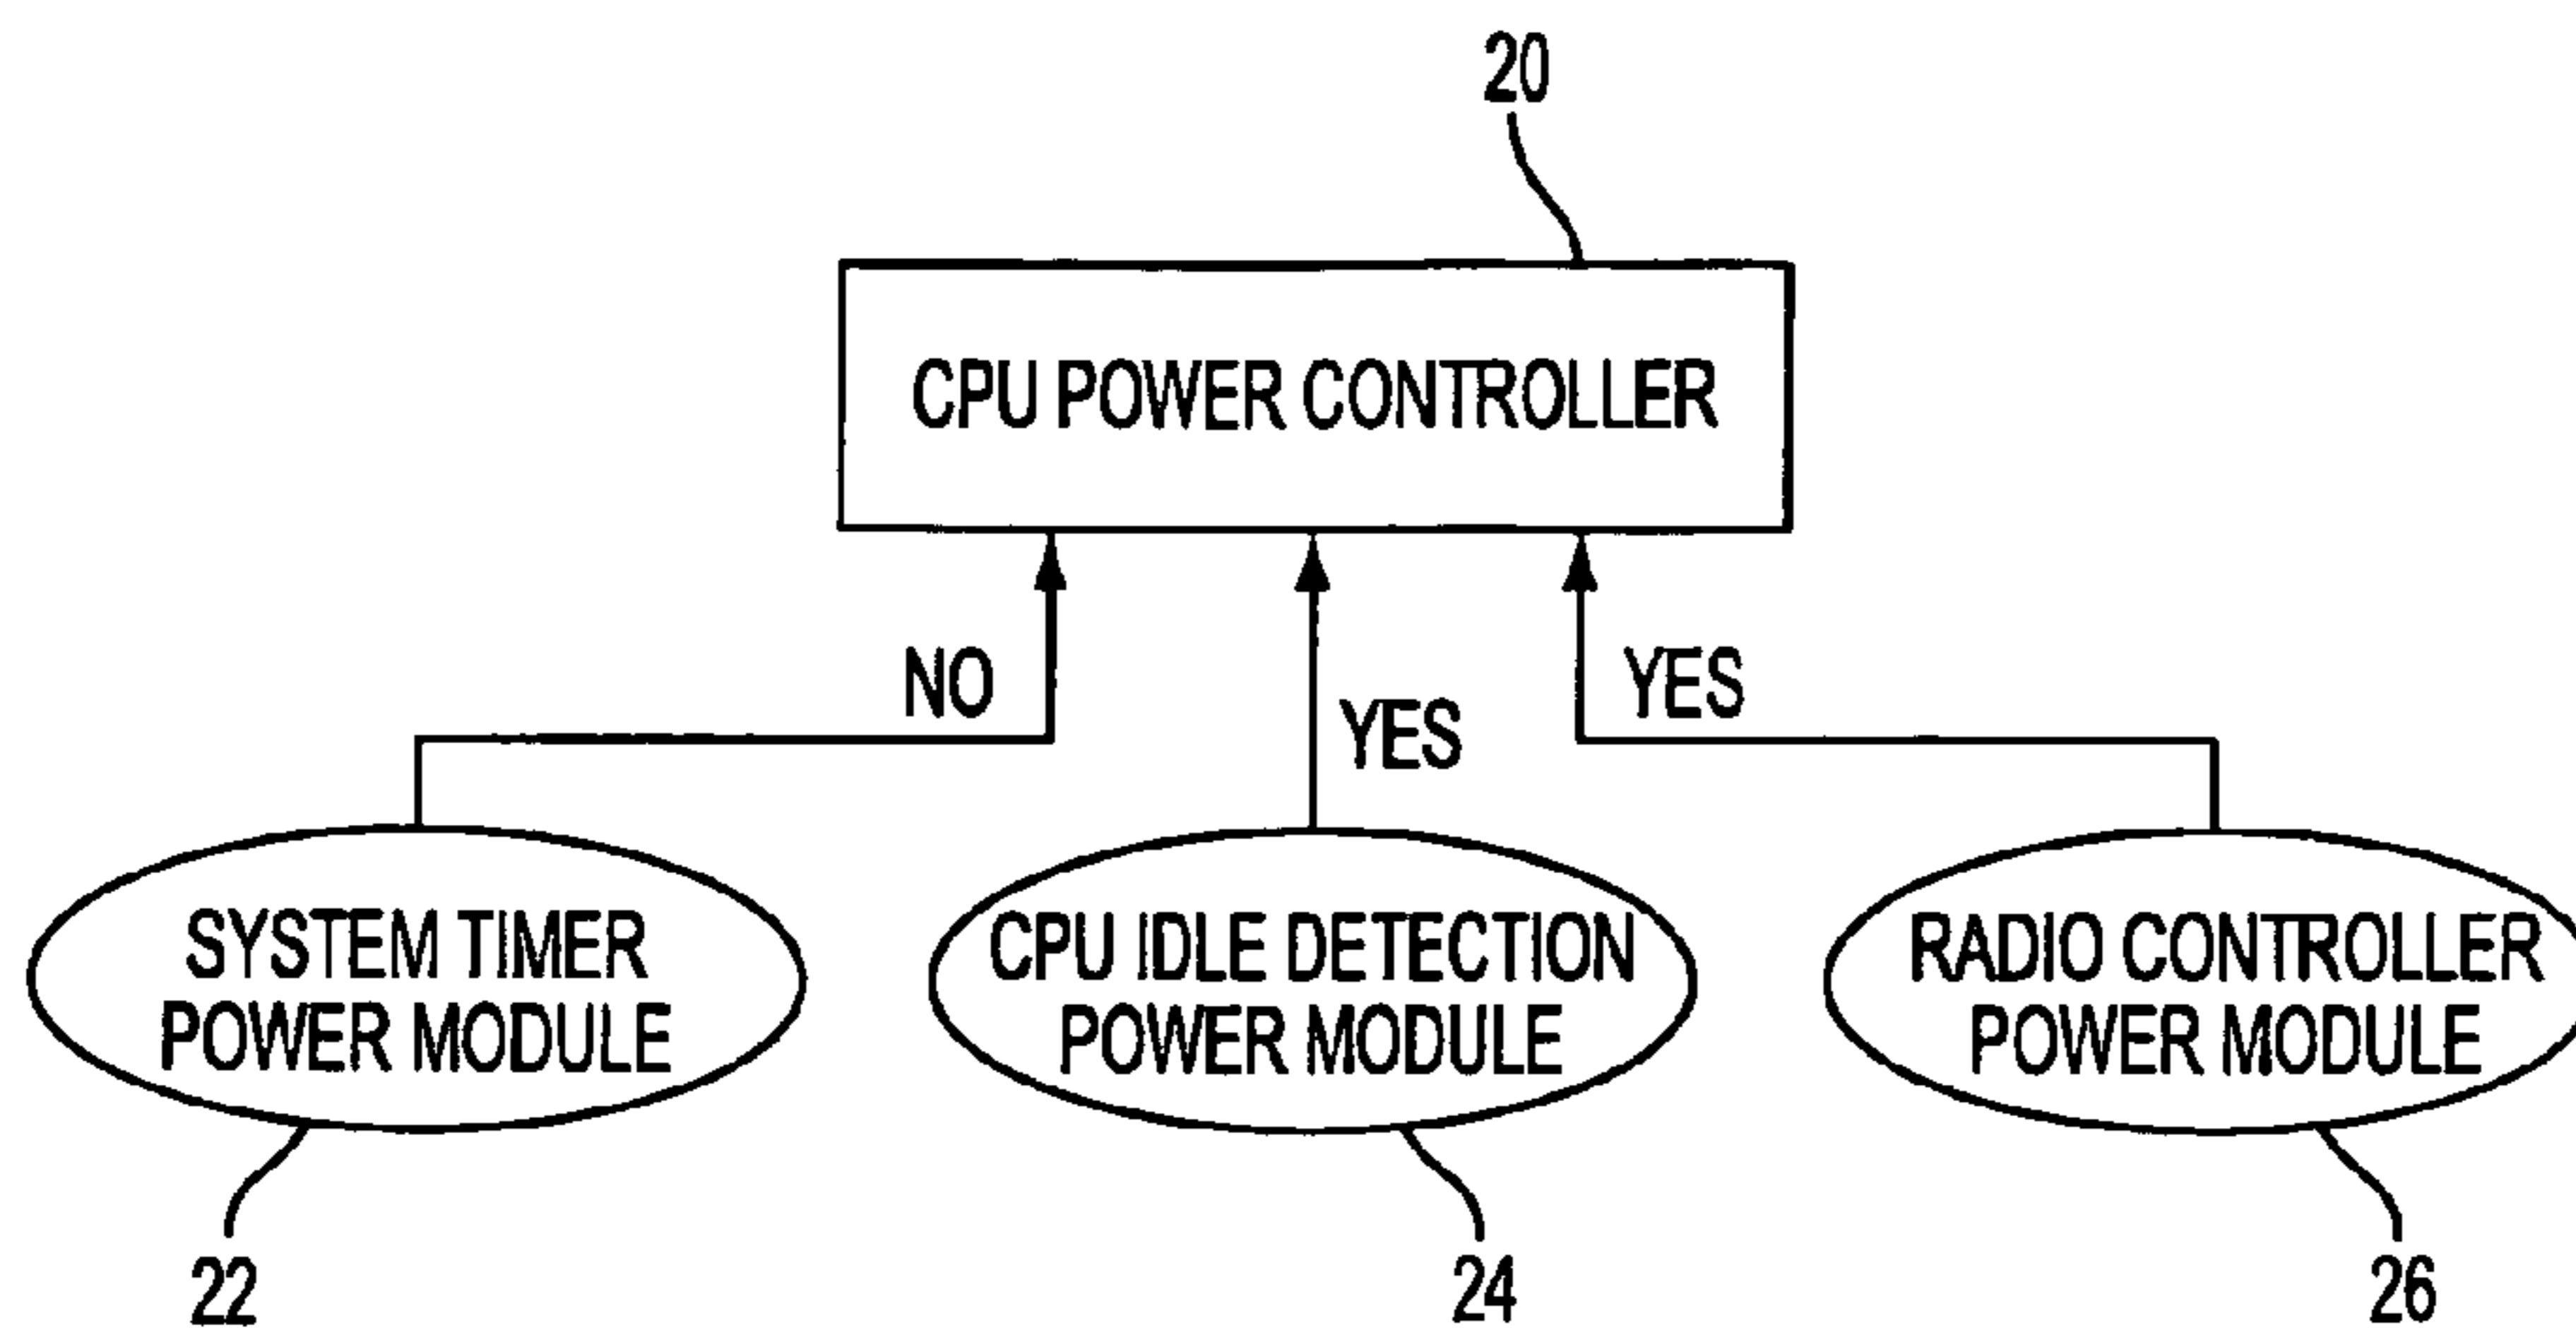 20
CPU POWER CONTROLLER
NO
YES
YES
SYSTEM TIMER
POWER MODULE
CPU IDLE DETECTION
POWER MODULE
RADIO CONTROLLER
POWER MODULE
22
24
26